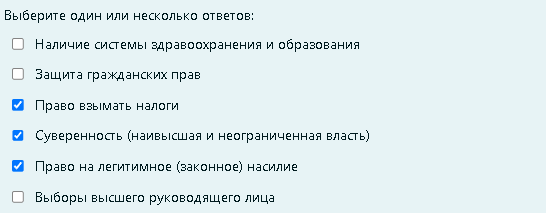 Выберите один или несколько ответов:
Наличие системы здравоохранения и образования
Защита гражданских прав
Право взымать налоги
Суверенность (наивысшая и неограниченная власть)
Право на легитимное (законное) насилие
Выборы высшего руководящего лица